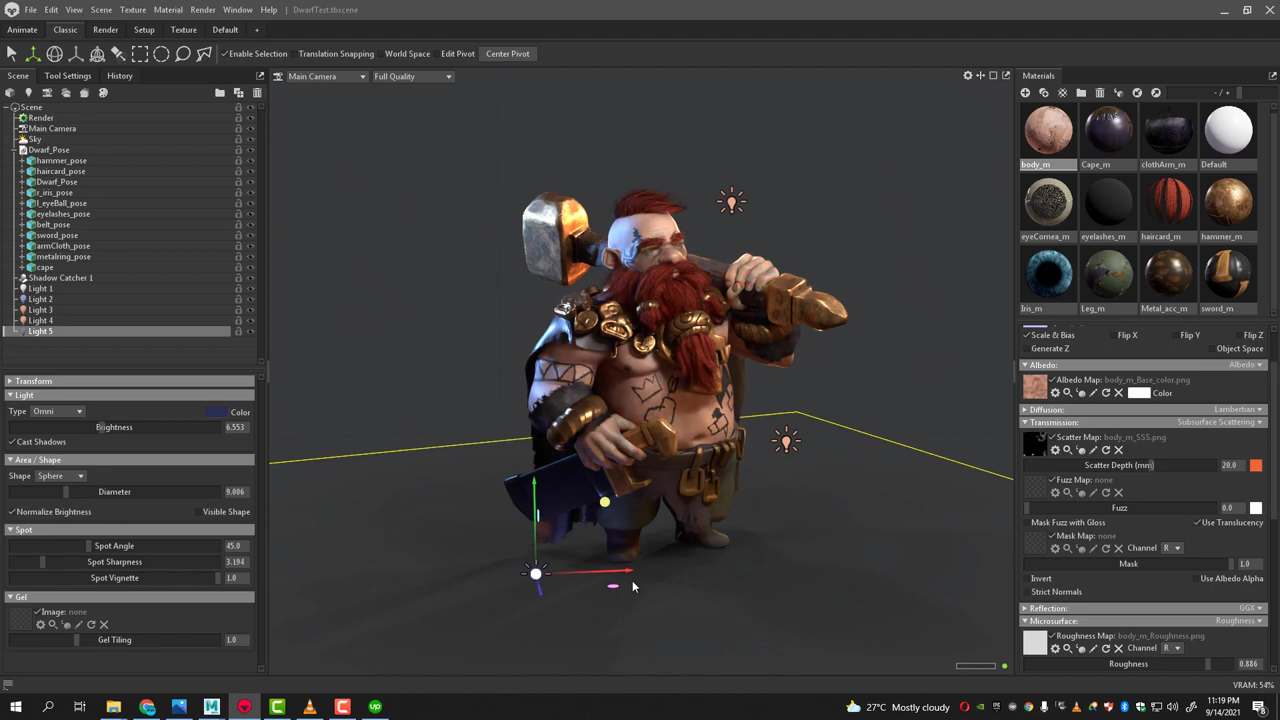 File Edit View Scene Texture Material Render Window Help DwarfTest.tbscene
Animate Classic Render Setup Texture Default +
Enable Selection Translation Snapping World Space Edit Pivot Center Pivot
Scene Tool Settings History
Main Camera Full Quality
Materials
- / +
Scene
Render
Main Camera
Sky
Dwarf_Pose
hammer_pose
haircard_pose
Dwarf_Pose
r_iris_pose
l_eyeBall_pose
eyelashes_pose
belt_pose
sword_pose
armCloth_pose
metalring_pose
cape
Shadow Catcher 1
Light 1
Light 2
Light 3
Light 4
Light 5
Transform
Light
Type Omni Color
Brightness 6.553
Cast Shadows
Area / Shape
Shape Sphere
Diameter 9.006
Normalize Brightness Visible Shape
Spot
Spot Angle 45.0
Spot Sharpness 3.194
Spot Vignette 1.0
Gel
Image: none
Gel Tiling 1.0
body_m Cape_m clothArm_m Default
eyeCornea_m eyelashes_m haircard_m hammer_m
Iris_m Leg_m Metal_acc_m sword_m
Scale & Bias Flip X Flip Y Flip Z
Generate Z Object Space
Albedo: Albedo
Albedo Map: body_m_Base_color.png
Color
Diffusion: Lambertian
Transmission: Subsurface Scattering
Scatter Map: body_m_SSS.png
Scatter Depth (mm) 20.0
Fuzz Map: none
Fuzz 0.0
Mask Fuzz with Gloss Use Translucency
Mask Map: none
Channel R
Mask 1.0
Invert Use Albedo Alpha
Strict Normals
Reflection: GGX
Microsurface: Roughness
Roughness Map: body_m_Roughness.png
Channel R
Roughness 0.886
VRAM: 54%
27°C Mostly cloudy
11:19 PM
9/14/2021
8